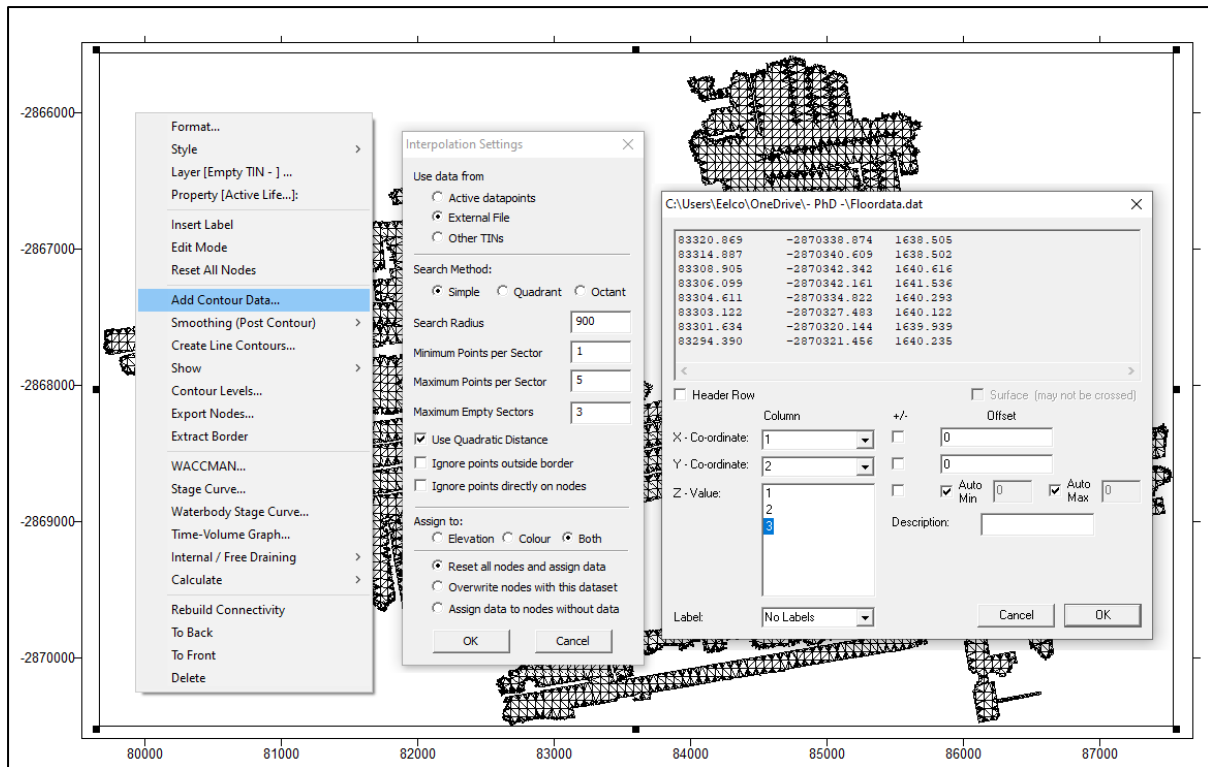 -2866000
-2867000
-2868000
-2869000
-2870000
80000 81000 82000 83000 84000 85000 86000 87000
Format...
Style >
Layer [Empty TIN - ] ...
Property [Active Life...]:
Insert Label
Edit Mode
Reset All Nodes
Add Contour Data...
Smoothing (Post Contour) >
Create Line Contours...
Show >
Contour Levels...
Export Nodes...
Extract Border
WACCMAN...
Stage Curve...
Waterbody Stage Curve...
Time-Volume Graph...
Internal / Free Draining >
Calculate >
Rebuild Connectivity
To Back
To Front
Delete
Interpolation Settings
Use data from
Active datapoints
External File
Other TINs
Search Method:
Simple Quadrant Octant
Search Radius 900
Minimum Points per Sector 1
Maximum Points per Sector 5
Maximum Empty Sectors 3
Use Quadratic Distance
Ignore points outside border
Ignore points directly on nodes
Assign to:
Elevation Colour Both
Reset all nodes and assign data
Overwrite nodes with this dataset
Assign data to nodes without data
OK Cancel
C:\Users\Eelco\OneDrive\- PhD -\Floordata.dat
83320.869 -2870338.874 1638.505
83314.887 -2870340.609 1638.502
83308.905 -2870342.342 1640.616
83306.099 -2870342.161 1641.536
83304.611 -2870334.822 1640.293
83303.122 -2870327.483 1640.122
83301.634 -2870320.144 1639.939
83294.390 -2870321.456 1640.235
Header Row Surface (may not be crossed)
Column +/- Offset
X - Co-ordinate: 1 0
Y - Co-ordinate: 2 0
Z - Value: 1 Auto Min 0 Auto Max 0
2
3 Description:
Label: No Labels Cancel OK